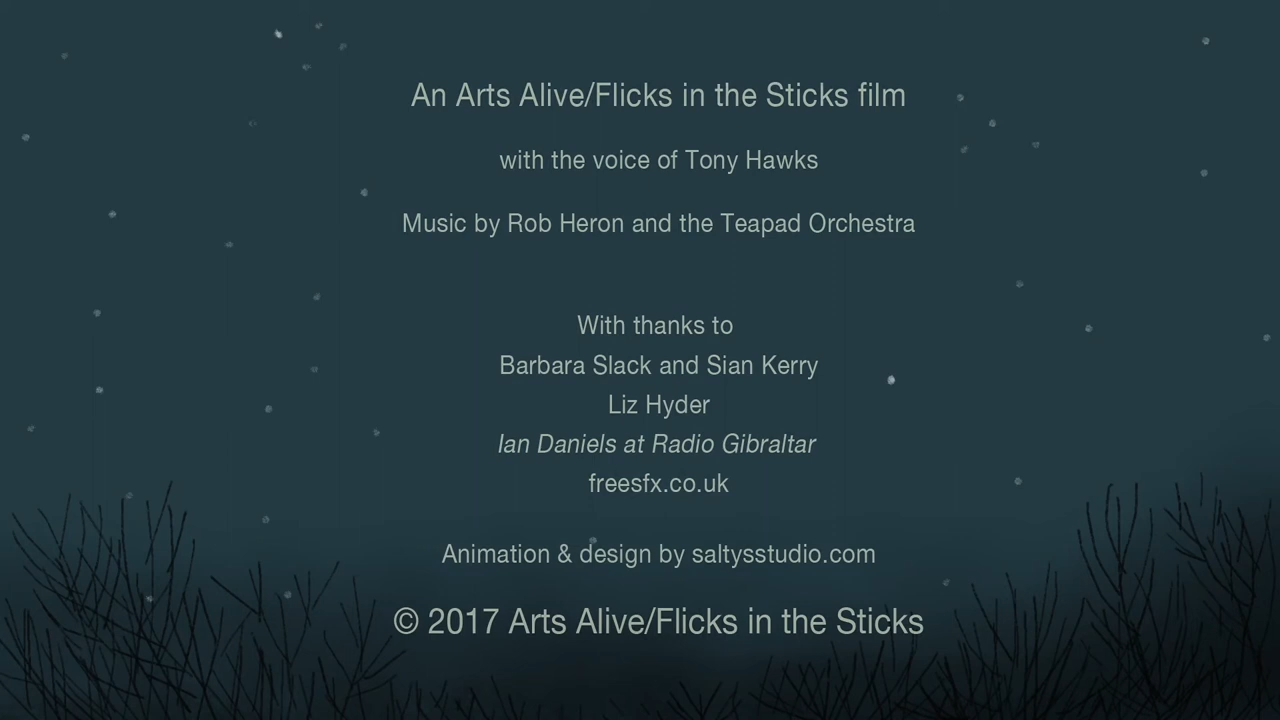 An Arts Alive/Flicks in the Sticks film
with the voice of Tony Hawks
Music by Rob Heron and the Teapad Orchestra
With thanks to
Barbara Slack and Sian Kerry
Liz Hyder
Ian Daniels at Radio Gibraltar
freesfx.co.uk
Animation & design by saltysstudio.com
© 2017 Arts Alive/Flicks in the Sticks